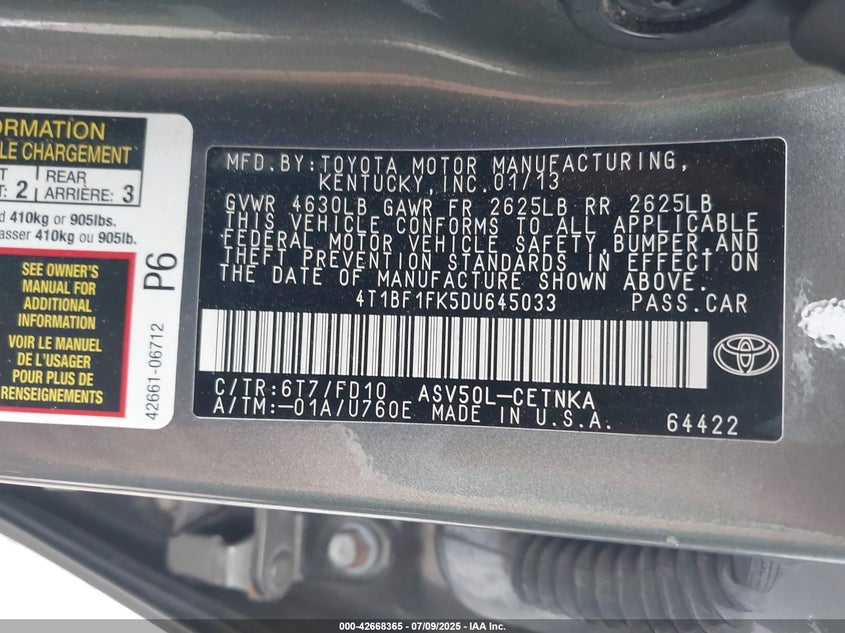 ORMATION
LE CHARGEMENT
T: 2 REAR
ARRIÈRE: 3
d 410kg or 905lbs.
asser 410kg ou 905lb.
SEE OWNER'S
MANUAL FOR
ADDITIONAL
INFORMATION
VOIR LE MANUEL
DE L'USAGER
POUR PLUS DE
RENSEIGNEMENTS
42661-06712 P6
MFD.BY:TOYOTA MOTOR MANUFACTURING,
KENTUCKY,INC.01/13
GVWR 4630LB GAWR FR 2625LB RR 2625LB
THIS VEHICLE CONFORMS TO ALL APPLICABLE
FEDERAL MOTOR VEHICLE SAFETY,BUMPER,AND
THEFT PREVENTION STANDARDS IN EFFECT ON
THE DATE OF MANUFACTURE SHOWN ABOVE.
4T1BF1FK5DU645033 PASS.CAR
C/TR:6T7/FD10 ASV50L-CETNKA
A/TM:-01A/U760E MADE IN U.S.A.
64422
000-42668365 - 07/09/2025 - IAA Inc.